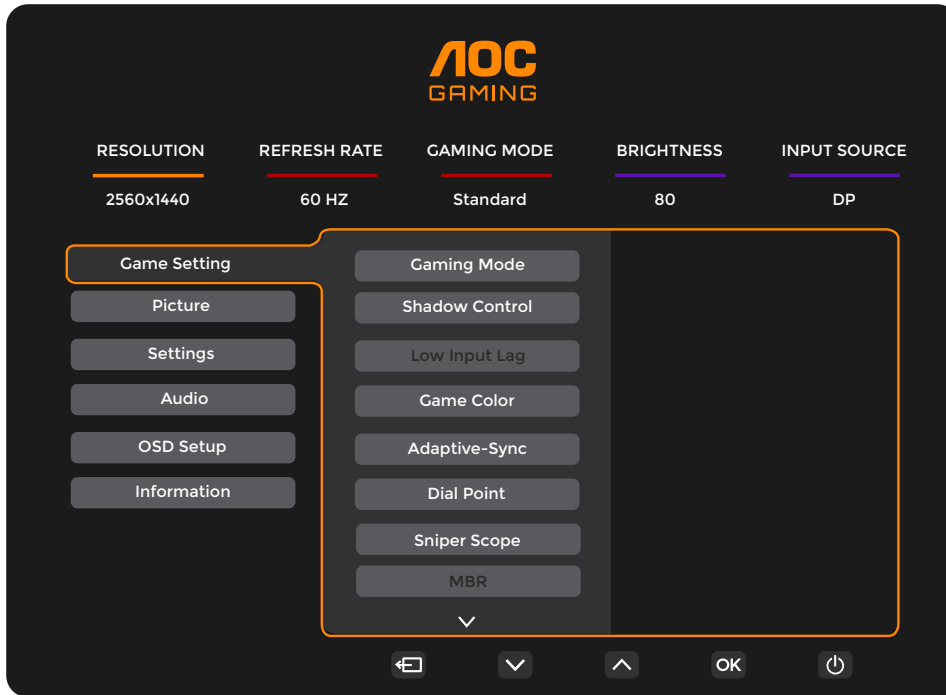 AOC
GAMING
RESOLUTION REFRESH RATE GAMING MODE BRIGHTNESS INPUT SOURCE
2560x1440 60 HZ Standard 80 DP
Game Setting
Picture
Settings
Audio
OSD Setup
Information
Gaming Mode
Shadow Control
Low Input Lag
Game Color
Adaptive-Sync
Dial Point
Sniper Scope
MBR
OK